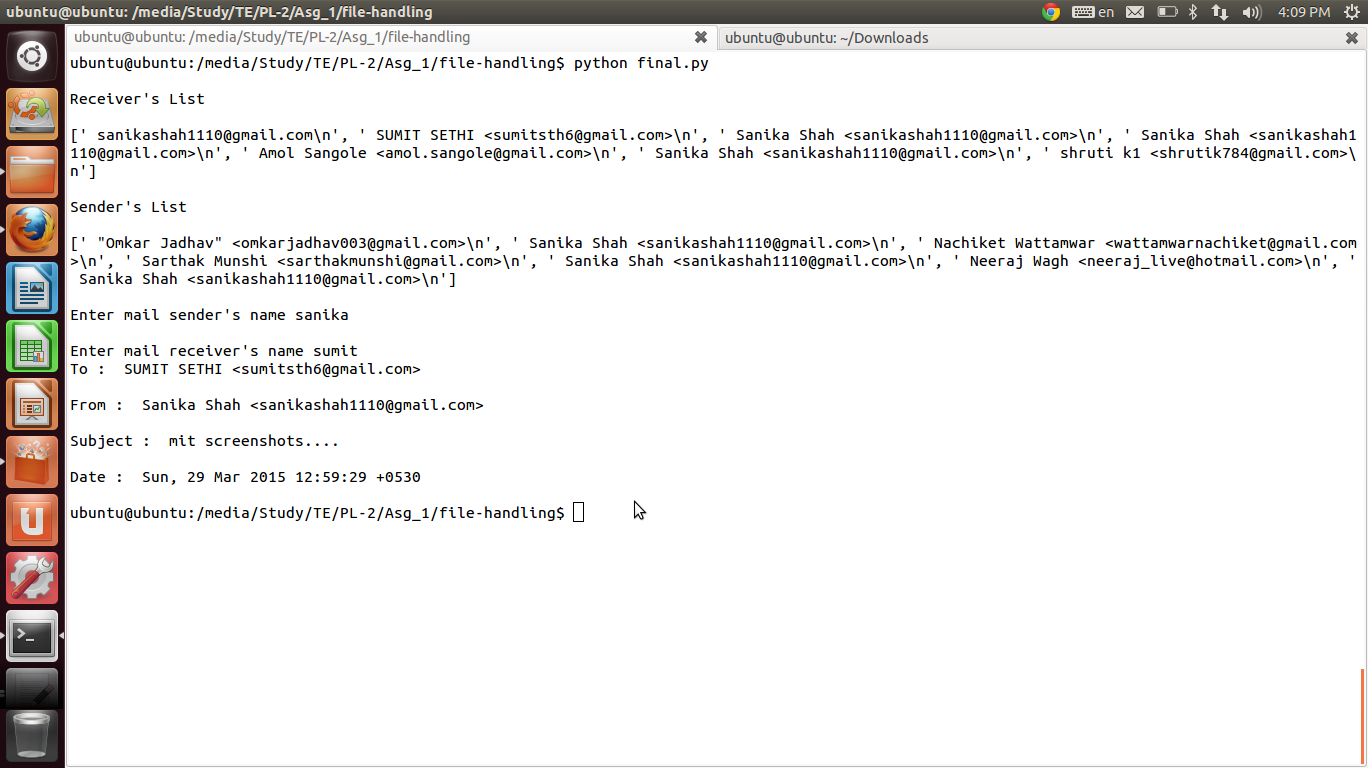 ubuntu@ubuntu: /media/Study/TE/PL-2/Asg_1/file-handling
en
4:09 PM
ubuntu@ubuntu: /media/Study/TE/PL-2/Asg_1/file-handling
ubuntu@ubuntu: ~/Downloads
ubuntu@ubuntu:/media/Study/TE/PL-2/Asg_1/file-handling$ python final.py
Receiver's List
[' sanikashah1110@gmail.com\n', ' SUMIT SETHI <sumitsth6@gmail.com>\n', ' Sanika Shah <sanikashah1110@gmail.com>\n', ' Sanika Shah <sanikashah1
110@gmail.com>\n', ' Amol Sangole <amol.sangole@gmail.com>\n', ' Sanika Shah <sanikashah1110@gmail.com>\n', ' shruti k1 <shrutik784@gmail.com>\
n']
Sender's List
[' "Omkar Jadhav" <omkarjadhav003@gmail.com>\n', ' Sanika Shah <sanikashah1110@gmail.com>\n', ' Nachiket Wattamwar <wattamwarnachiket@gmail.com
>\n', ' Sarthak Munshi <sarthakmunshi@gmail.com>\n', ' Sanika Shah <sanikashah1110@gmail.com>\n', ' Neeraj Wagh <neeraj_live@hotmail.com>\n', '
 Sanika Shah <sanikashah1110@gmail.com>\n']
Enter mail sender's name sanika
Enter mail receiver's name sumit
To :  SUMIT SETHI <sumitsth6@gmail.com>
From :  Sanika Shah <sanikashah1110@gmail.com>
Subject :  mit screenshots....
Date :  Sun, 29 Mar 2015 12:59:29 +0530
ubuntu@ubuntu:/media/Study/TE/PL-2/Asg_1/file-handling$